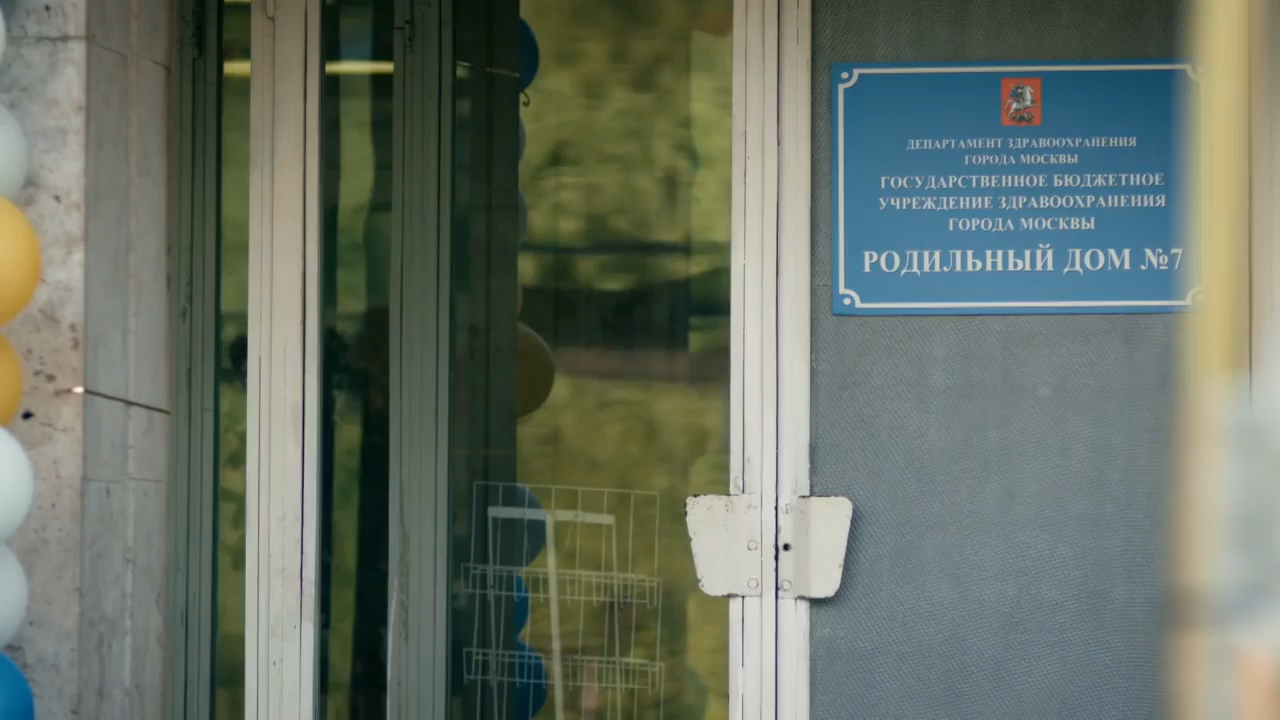 ДЕПАРТАМЕНТ ЗДРАВООХРАНЕНИЯ
ГОРОДА МОСКВЫ
ГОСУДАРСТВЕННОЕ БЮДЖЕТНОЕ
УЧРЕЖДЕНИЕ ЗДРАВООХРАНЕНИЯ
ГОРОДА МОСКВЫ
РОДИЛЬНЫЙ ДОМ №7